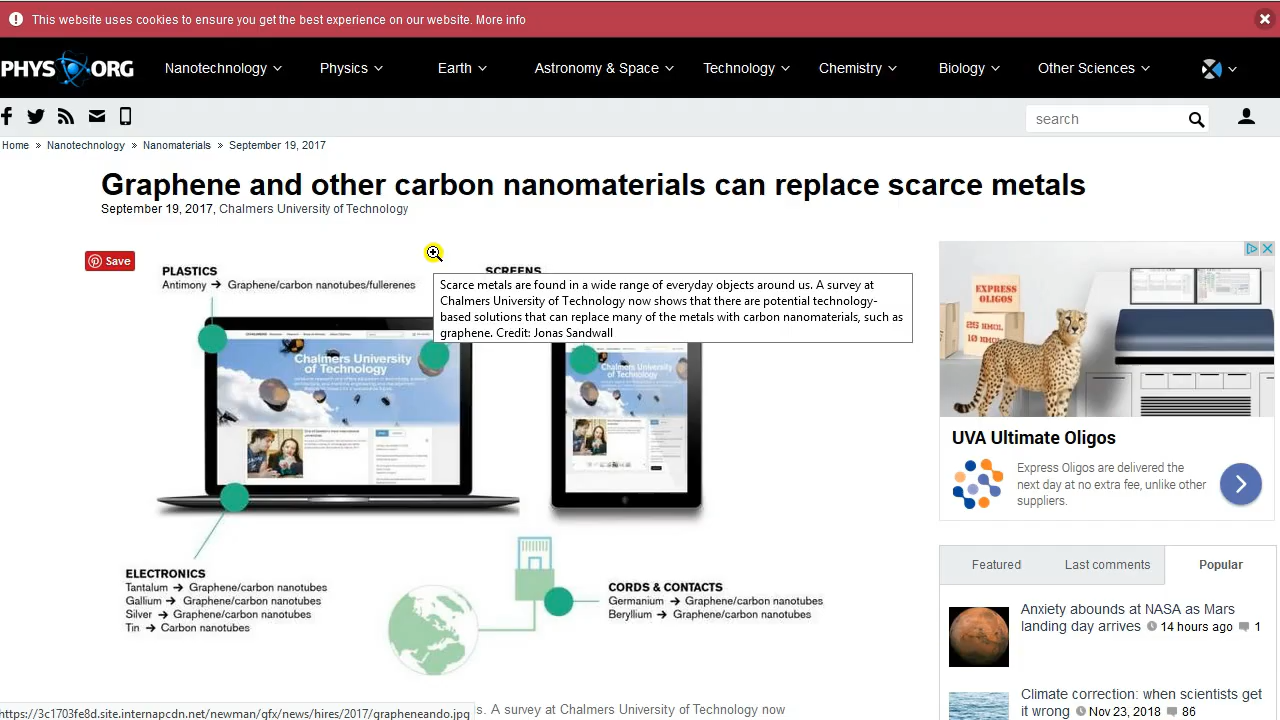 This website uses cookies to ensure you get the best experience on our website. More info
PHYS ORG
Nanotechnology Physics Earth Astronomy & Space Technology Chemistry Biology Other Sciences
search
Home » Nanotechnology » Nanomaterials » September 19, 2017
Graphene and other carbon nanomaterials can replace scarce metals
September 19, 2017, Chalmers University of Technology
Save
PLASTICS
Antimony → Graphene/carbon nanotubes/fullerenes
SCREENS
Scarce metals are found in a wide range of everyday objects around us. A survey at
Chalmers University of Technology now shows that there are potential technology-
based solutions that can replace many of the metals with carbon nanomaterials, such as
graphene. Credit: Jonas Sandwall
Chalmers University
of Technology
Chalmers University
of Technology
ELECTRONICS
Tantalum → Graphene/carbon nanotubes
Gallium → Graphene/carbon nanotubes
Silver → Graphene/carbon nanotubes
Tin → Carbon nanotubes
CORDS & CONTACTS
Germanium → Graphene/carbon nanotubes
Beryllium → Graphene/carbon nanotubes
https://3c1703fe8d.site.internapcdn.net/newman/
news/hires/2017/grapheneando.jpg
s. A survey at Chalmers University of Technology now
EXPRESS
OLIGOS
UVA Ultimate Oligos
Express Oligos are delivered the
next day at no extra fee, unlike other
suppliers.
Featured Last comments Popular
Anxiety abounds at NASA as Mars
landing day arrives 14 hours ago 1
Climate correction: when scientists get
it wrong Nov 23, 2018 86